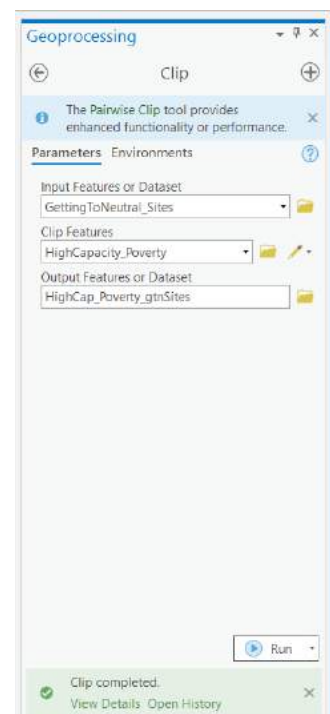 Geoprocessing
Clip
The Pairwise Clip tool provides
enhanced functionality or performance.
Parameters Environments
Input Features or Dataset
GettingToNeutral_Sites
Clip Features
HighCapacity_Poverty
Output Features or Dataset
HighCap_Poverty_gtnSites
Run
Clip completed.
View Details Open History